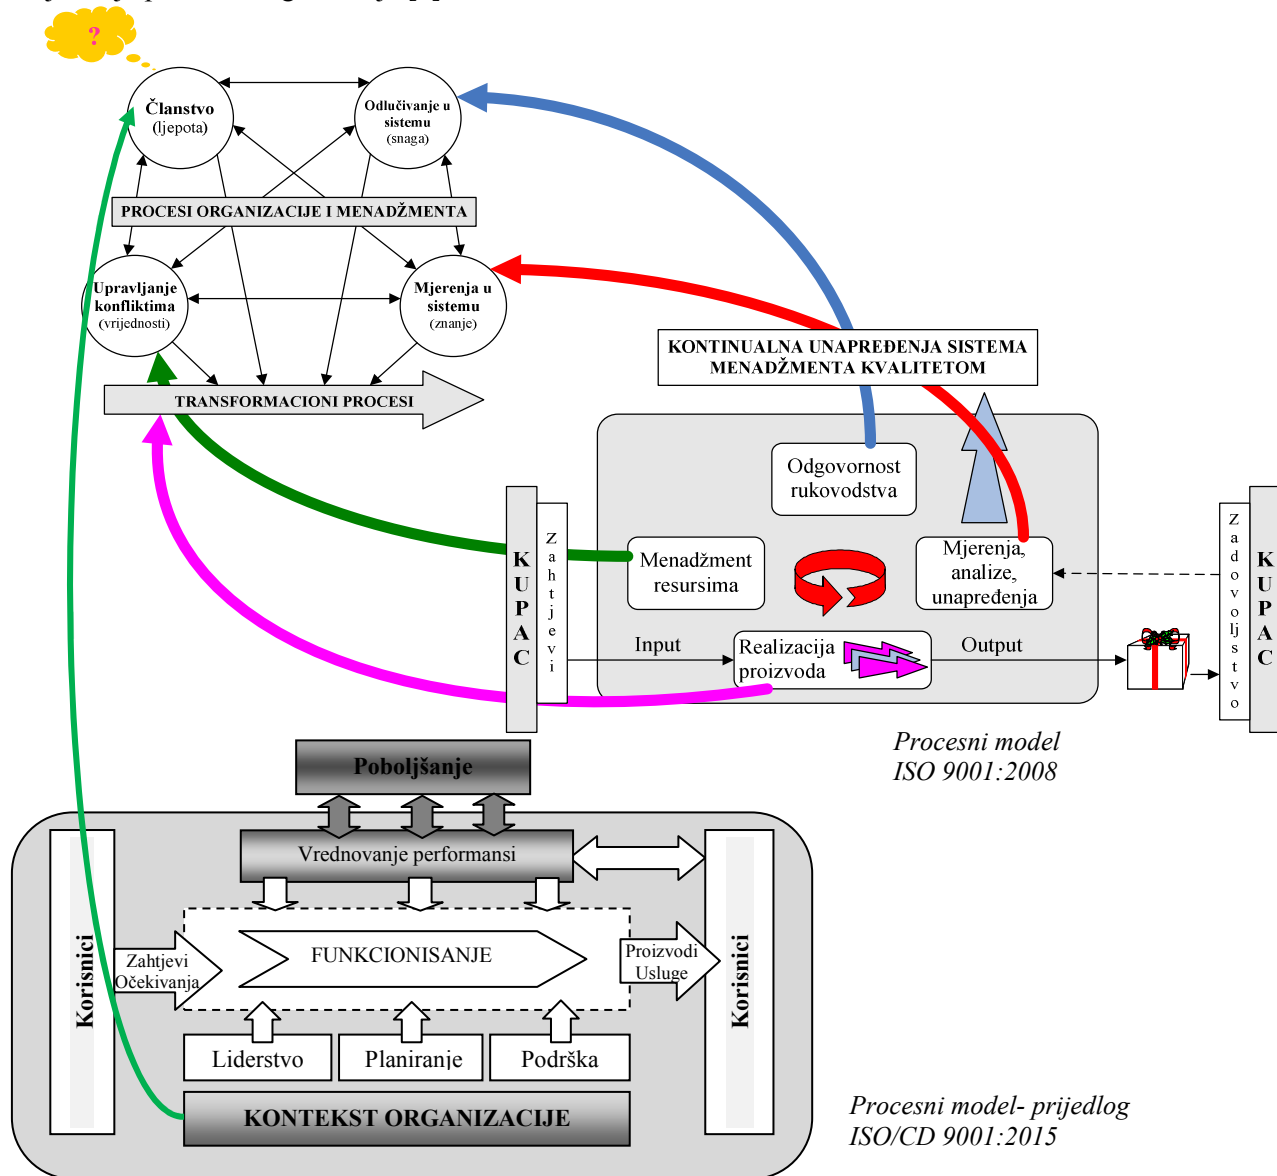 ?
Članstvo
(ljepota)
Odlučivanje u
sistemu
(snaga)
PROCESI ORGANIZACIJE I MENADŽMENTA
Upravljanje
konfliktima
(vrijednosti)
Mjerenja u
sistemu
(znanje)
TRANSFORMACIONI PROCESI
KONTINUALNA UNAPREĐENJA SISTEMA
MENADŽMENTA KVALITETOM
Odgovornost
rukovodstva
Menadžment
resursima
Mjerenja,
analize,
unapređenja
KUPAC
Zahtjevi
Input
Realizacija
proizvoda
Output
Zadovoljstvo
KUPAC
Procesni model
ISO 9001:2008
Poboljšanje
Vrednovanje performansi
Korisnici
Zahtjevi
Očekivanja
FUNKCIONISANJE
Proizvodi
Usluge
Korisnici
Liderstvo
Planiranje
Podrška
KONTEKST ORGANIZACIJE
Procesni model- prijedlog
ISO/CD 9001:2015